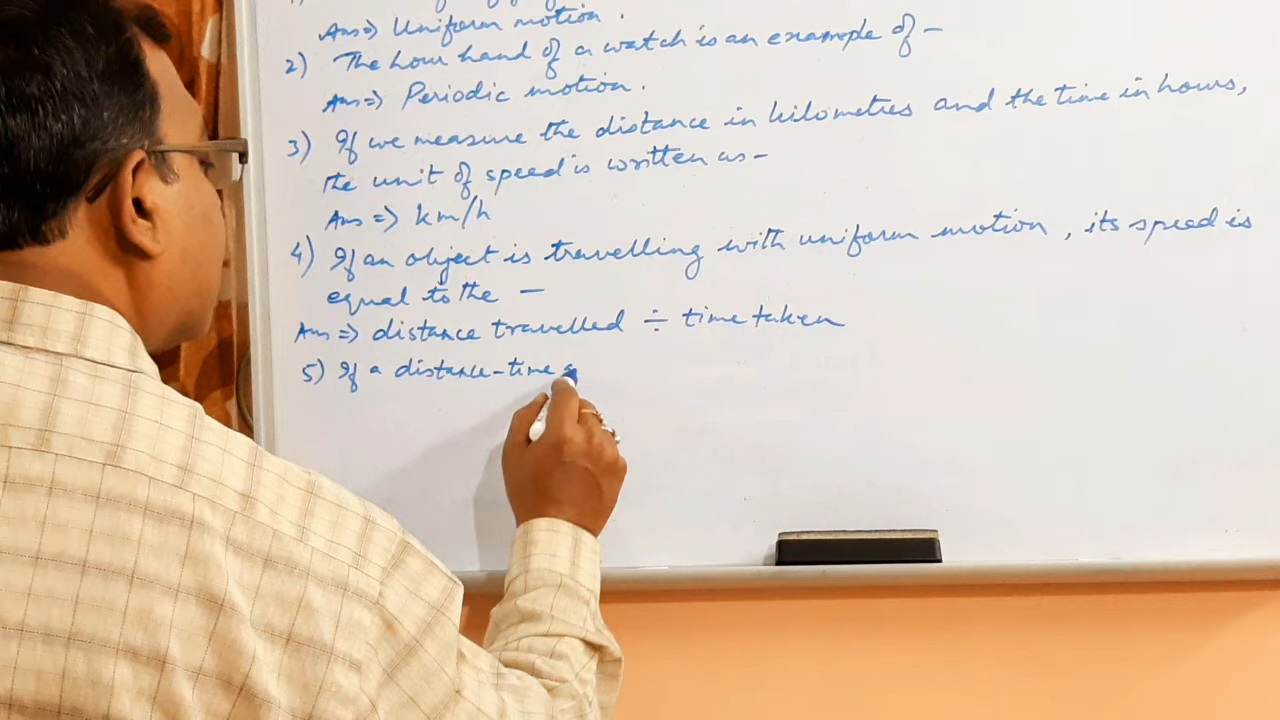 Ans => Uniform motion.
2) The hour hand of a watch is an example of -
Ans => Periodic motion.
3) If we measure the distance in kilometres and the time in hours,
the unit of speed is written as -
Ans => km/h
4) If an object is travelling with uniform motion, its speed is
equal to the -
Ans => distance travelled ÷ time taken
5) If a distance-time